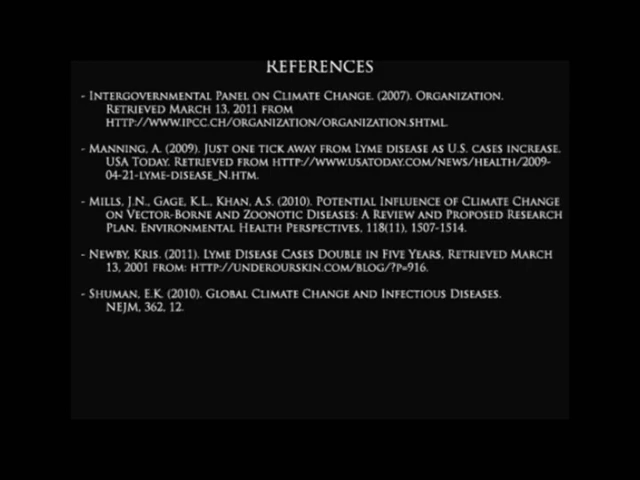 REFERENCES
- INTERGOVERNMENTAL PANEL ON CLIMATE CHANGE. (2007). ORGANIZATION.
RETRIEVED MARCH 13, 2011 FROM
HTTP://WWW.IPCC.CH/ORGANIZATION/ORGANIZATION.SHTML.
- MANNING, A. (2009). JUST ONE TICK AWAY FROM LYME DISEASE AS U.S. CASES INCREASE.
USA TODAY. RETRIEVED FROM HTTP://WWW.USATODAY.COM/NEWS/HEALTH/2009-
04-21-LYME-DISEASE_N.HTM.
- MILLS, J.N., GAGE, K.L., KHAN, A.S. (2010). POTENTIAL INFLUENCE OF CLIMATE CHANGE
ON VECTOR-BORNE AND ZOONOTIC DISEASES: A REVIEW AND PROPOSED RESEARCH
PLAN. ENVIRONMENTAL HEALTH PERSPECTIVES, 118(11), 1507-1514.
- NEWBY, KRIS. (2011). LYME DISEASE CASES DOUBLE IN FIVE YEARS, RETRIEVED MARCH
13, 2001 FROM: HTTP://UNDEROURSKIN.COM/BLOG/?P=916.
- SHUMAN, E.K. (2010). GLOBAL CLIMATE CHANGE AND INFECTIOUS DISEASES.
NEJM, 362, 12.